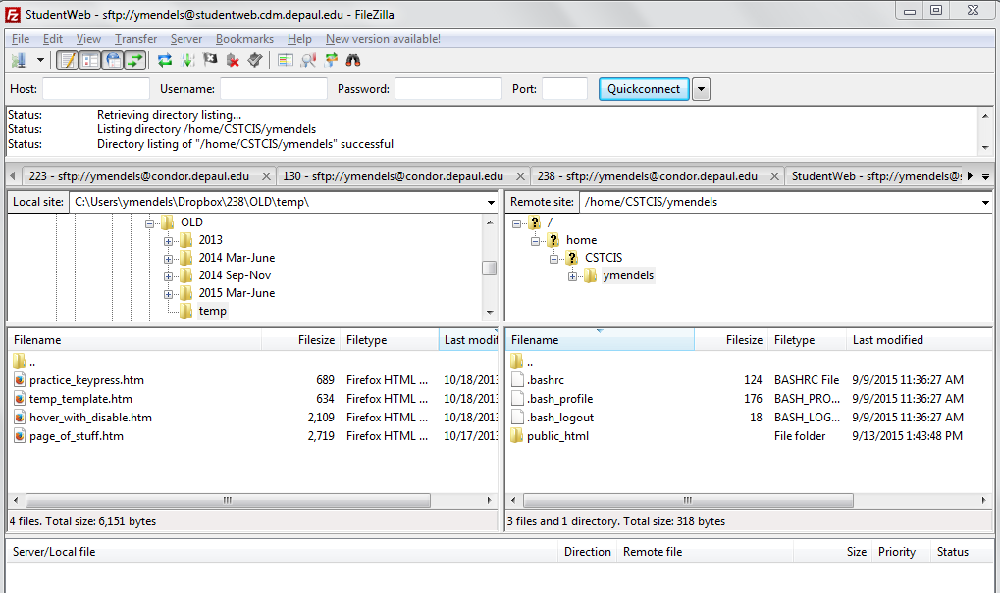 StudentWeb - sftp://ymendels@studentweb.cdm.depaul.edu - FileZilla
File Edit View Transfer Server Bookmarks Help New version available!
Host: Username: Password: Port: Quickconnect
Status: Retrieving directory listing...
Status: Listing directory /home/CSTCIS/ymendels
Status: Directory listing of "/home/CSTCIS/ymendels" successful
223 - sftp://ymendels@condor.depaul.edu 130 - sftp://ymendels@condor.depaul.edu 238 - sftp://ymendels@condor.depaul.edu StudentWeb - sftp://ymendels@s
Local site: C:\Users\ymendels\Dropbox\238\OLD\temp\ Remote site: /home/CSTCIS/ymendels
OLD
2013
2014 Mar-June
2014 Sep-Nov
2015 Mar-June
temp
/
home
CSTCIS
ymendels
Filename Filesize Filetype Last modif
..
practice_keypress.htm 689 Firefox HTML ... 10/18/2013
temp_template.htm 634 Firefox HTML ... 10/18/2013
hover_with_disable.htm 2,109 Firefox HTML ... 10/18/2013
page_of_stuff.htm 2,719 Firefox HTML ... 10/17/2013
4 files. Total size: 6,151 bytes
Filename Filesize Filetype Last modified
..
.bashrc 124 BASHRC File 9/9/2015 11:36:27 AM
.bash_profile 176 BASH_PRO... 9/9/2015 11:36:27 AM
.bash_logout 18 BASH_LOG... 9/9/2015 11:36:27 AM
public_html File folder 9/13/2015 1:43:48 PM
3 files and 1 directory. Total size: 318 bytes
Server/Local file Direction Remote file Size Priority Status